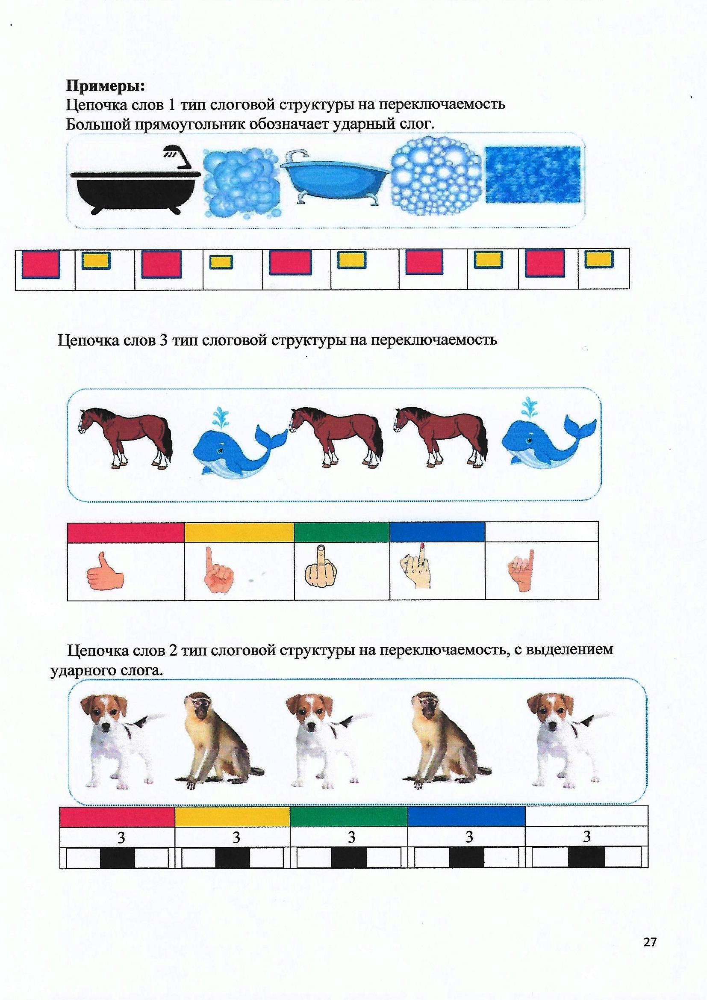 Примеры:
Цепочка слов 1 тип слоговой структуры на переключаемость
Большой прямоугольник обозначает ударный слог.
Цепочка слов 3 тип слоговой структуры на переключаемость
Цепочка слов 2 тип слоговой структуры на переключаемость, с выделением
ударного слога.
3 3 3 3 3
27